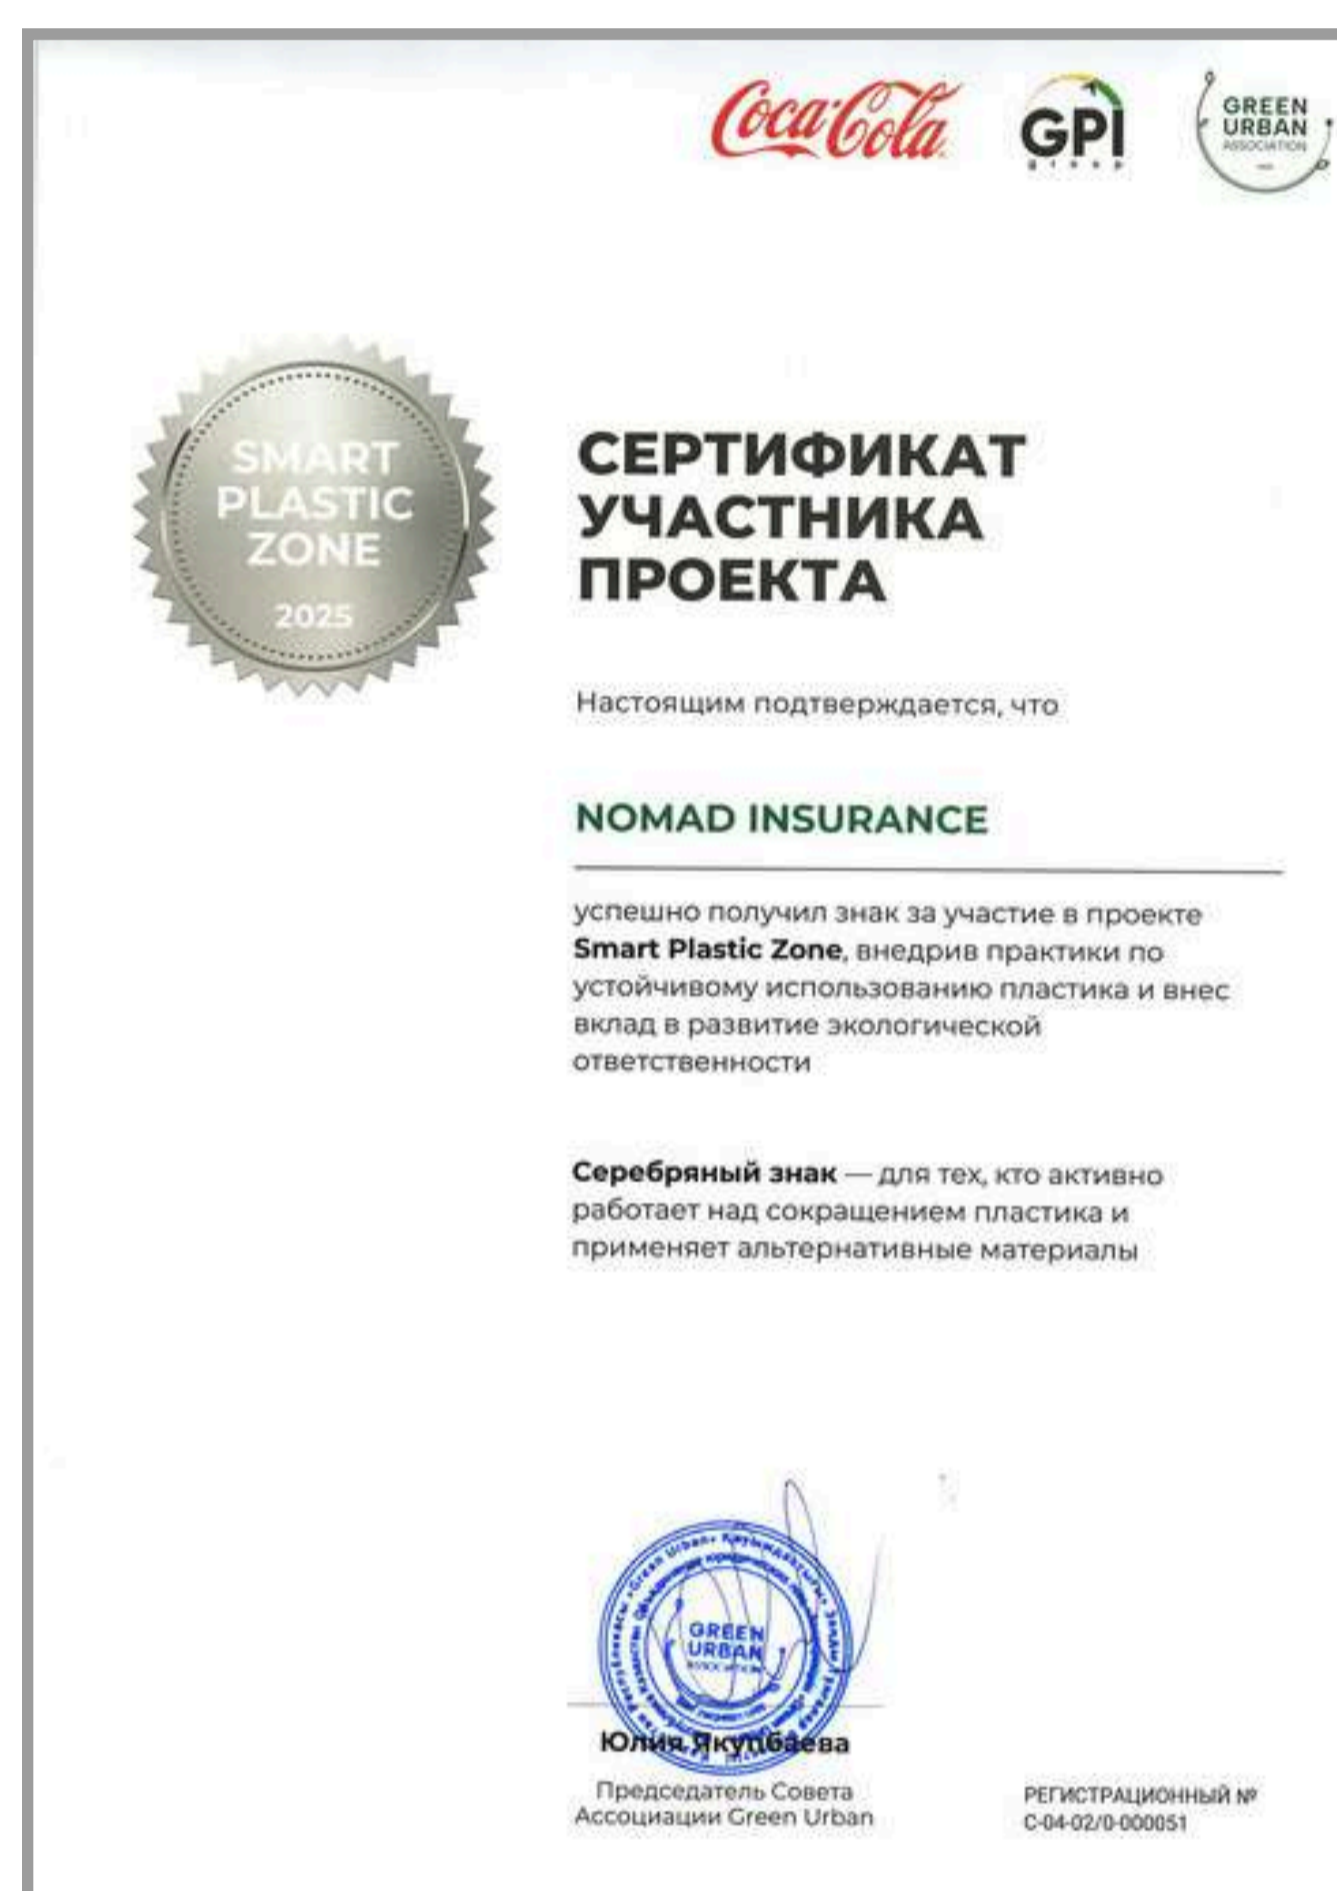 Coca-Cola
GPI
group
GREEN
URBAN
ASSOCIATION
SMART
PLASTIC
ZONE
2025
СЕРТИФИКАТ
УЧАСТНИКА
ПРОЕКТА
Настоящим подтверждается, что
NOMAD INSURANCE
успешно получил знак за участие в проекте
Smart Plastic Zone, внедрив практики по
устойчивому использованию пластика и внес
вклад в развитие экологической
ответственности
Серебряный знак — для тех, кто активно
работает над сокращением пластика и
применяет альтернативные материалы
GREEN
URBAN
ASSOCIATION
Юлия Якупбаева
Председатель Совета
Ассоциации Green Urban
РЕГИСТРАЦИОННЫЙ №
C-04-02/0-000051